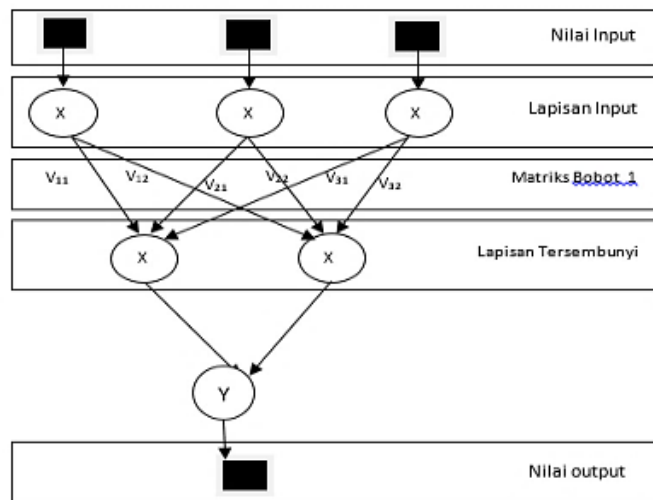 Nilai Input
X X X
Lapisan Input
V11 V12 V21 V22 V31 V32
Matriks Bobot 1
X X
Lapisan Tersembunyi
Y
Nilai output